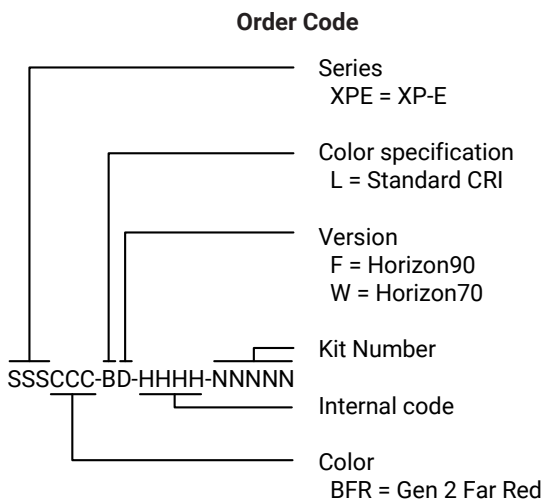 Order Code
Series
XPE = XP-E
Color specification
L = Standard CRI
Version
F = Horizon90
W = Horizon70
Kit Number
SSSCCC-BD-HHHH-NNNNN
Internal code
Color
BFR = Gen 2 Far Red